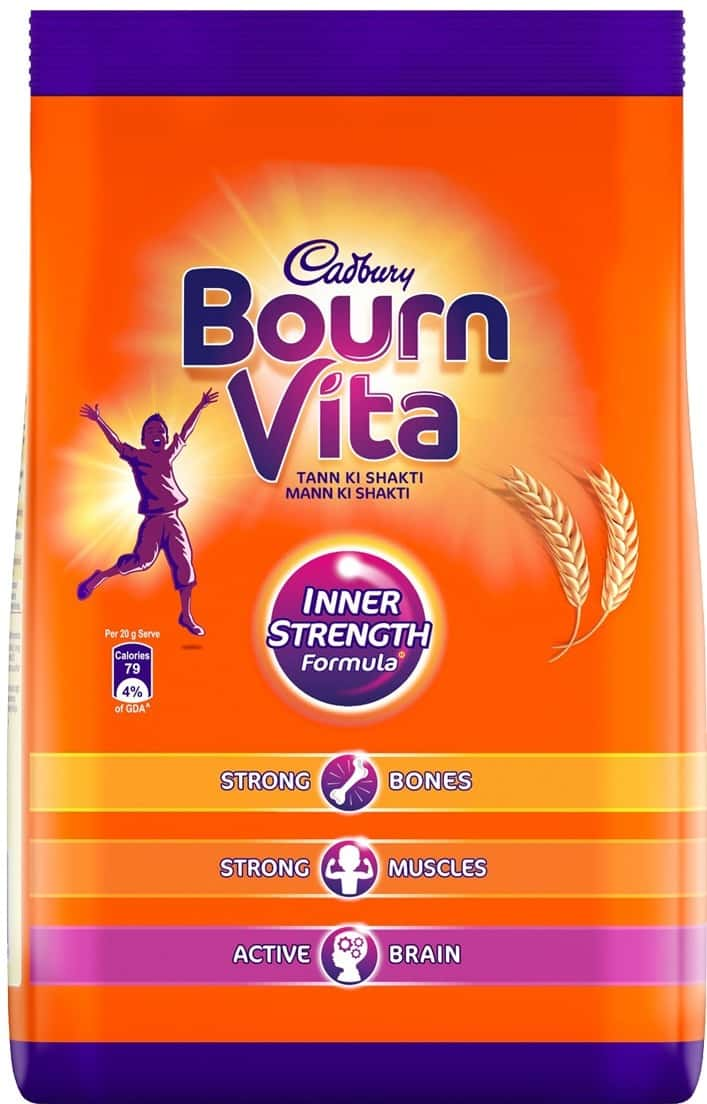 Cadbury
Bourn
Vita
TANN KI SHAKTI
MANN KI SHAKTI
INNER
STRENGTH
Formula
Per 20 g Serve
Calories
79
4%
of GDA^
STRONG BONES
STRONG MUSCLES
ACTIVE BRAIN